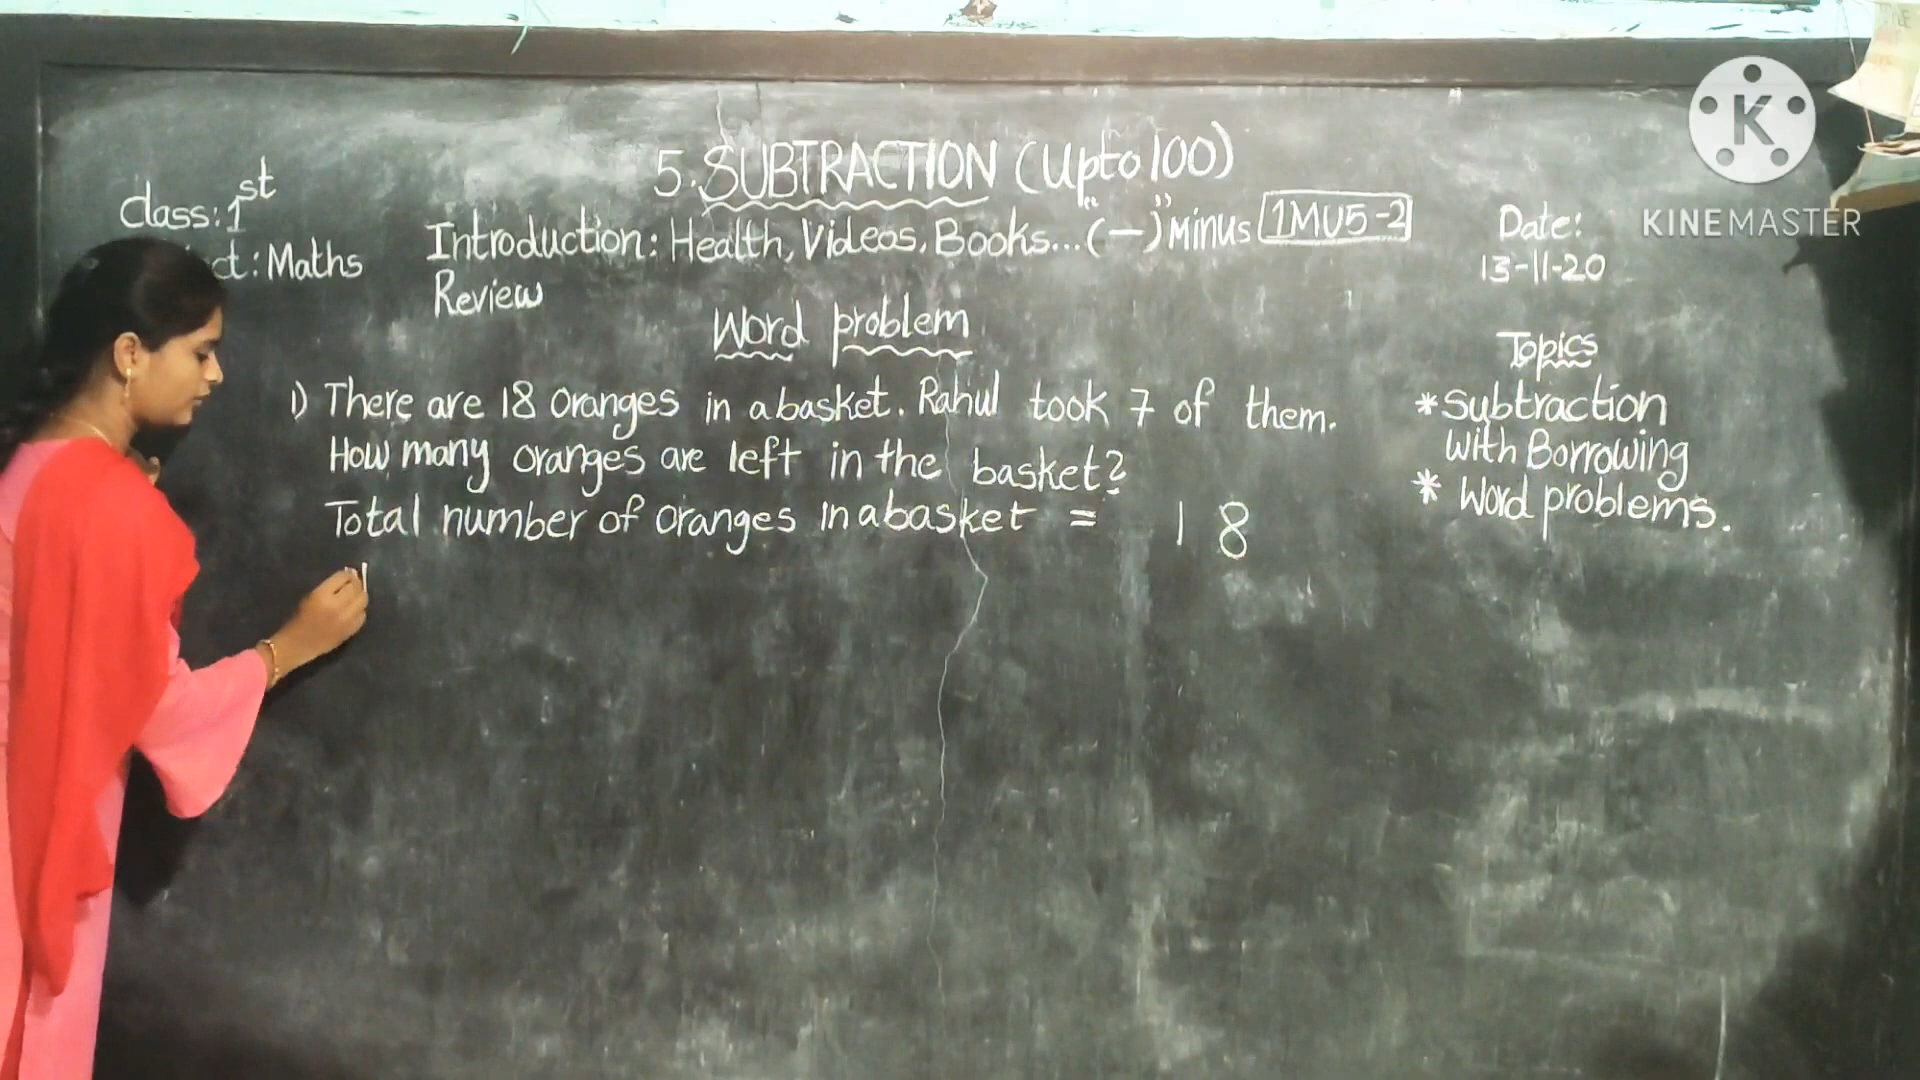 5. SUBTRACTION (Upto 100)
Class: 1st
ct: Maths
Introduction: Health, Videos, Books... "(-)" Minus 1MU5-2
Review
Date:
13-11-20
K
KINEMASTER
Word problem
1) There are 18 oranges in a basket. Rahul took 7 of them.
How many oranges are left in the basket?
Total number of oranges in a basket = 18
Topics
* Subtraction
with Borrowing
* Word problems.